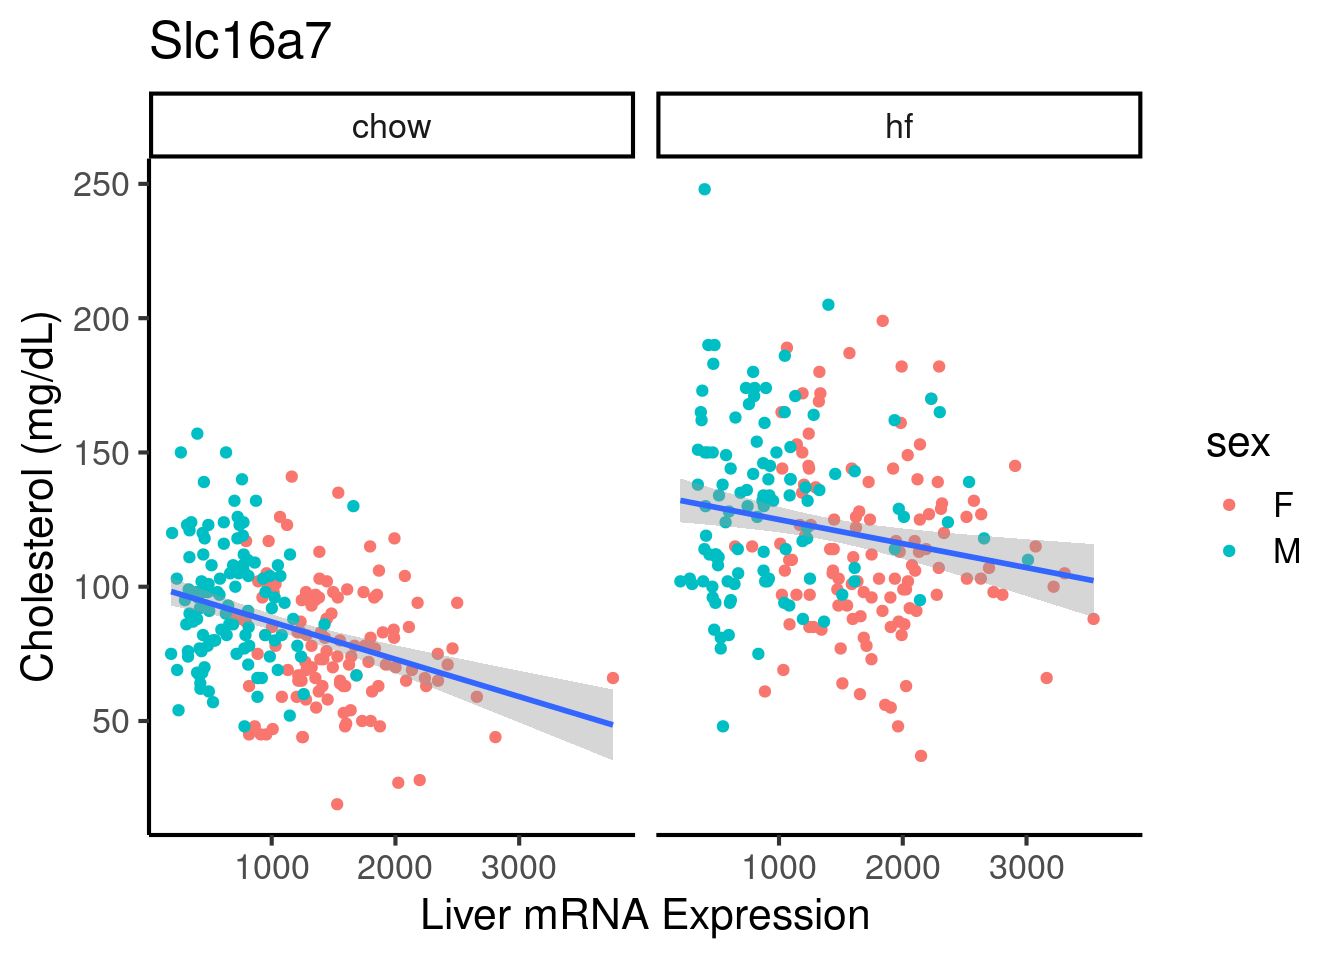 Slc16a7
chow
hf
250
200
150
100
50
Cholesterol (mg/dL)
1000 2000 3000
1000 2000 3000
Liver mRNA Expression
sex
F
M